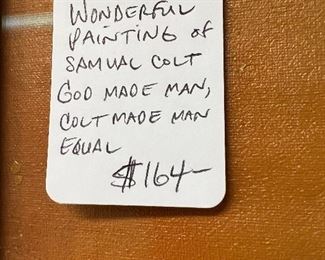 WONDERFUL
PAINTING of
SAMUAL COLT
GOD MADE MAN,
COLT MADE MAN
EQUAL
$164-